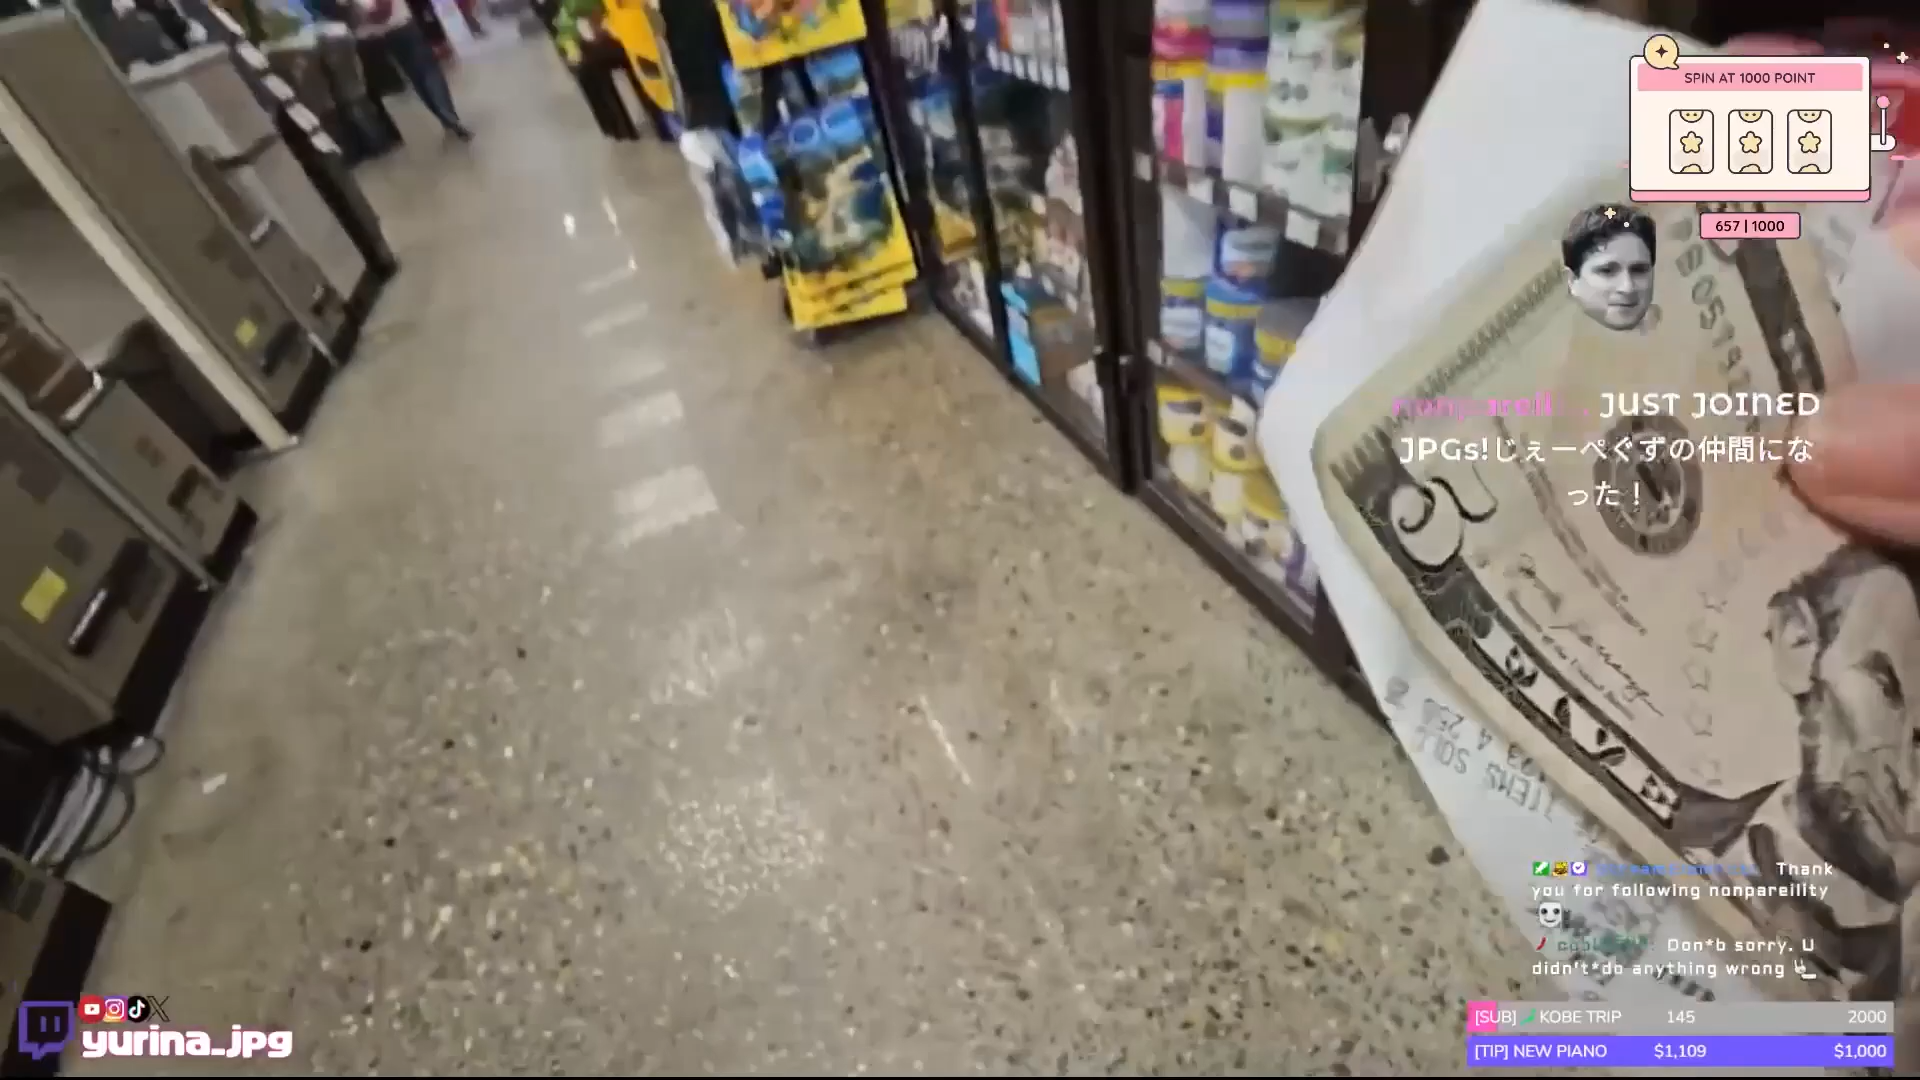 SPIN AT 1000 POINT
657 | 1000
JUST JOINED
JPGs!じぇーぺぐずの仲間にな
った！
Thank
you for following nonpareility
Don*b sorry. U
didn't*do anything wrong
ITEMS SOLD
[SUB] KOBE TRIP 145 2000
[TIP] NEW PIANO $1,109 $1,000
yurina_jpg